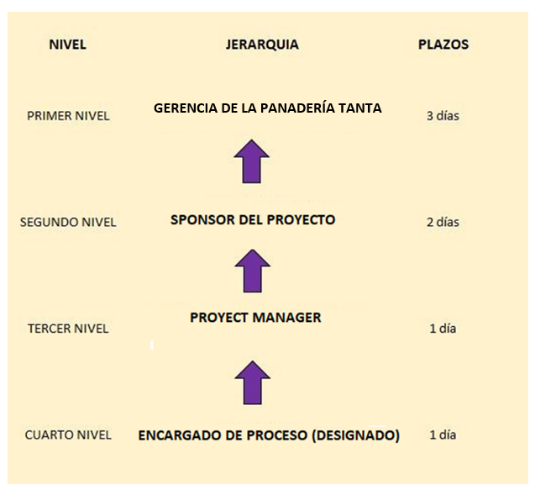 NIVEL JERARQUIA PLAZOS
PRIMER NIVEL GERENCIA DE LA PANADERÍA TANTA 3 días
SEGUNDO NIVEL SPONSOR DEL PROYECTO 2 días
TERCER NIVEL PROYECT MANAGER 1 día
CUARTO NIVEL ENCARGADO DE PROCESO (DESIGNADO) 1 día